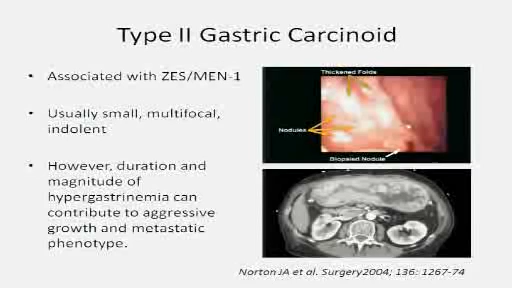 Type II Gastric Carcinoid
• Associated with ZES/MEN-1
• Usually small, multifocal,
indolent
• However, duration and
magnitude of
hypergastrinemia can
contribute to aggressive
growth and metastatic
phenotype.
Thickened Folds
Nodules
Biopsied Nodule
Norton JA et al. Surgery2004; 136: 1267-74